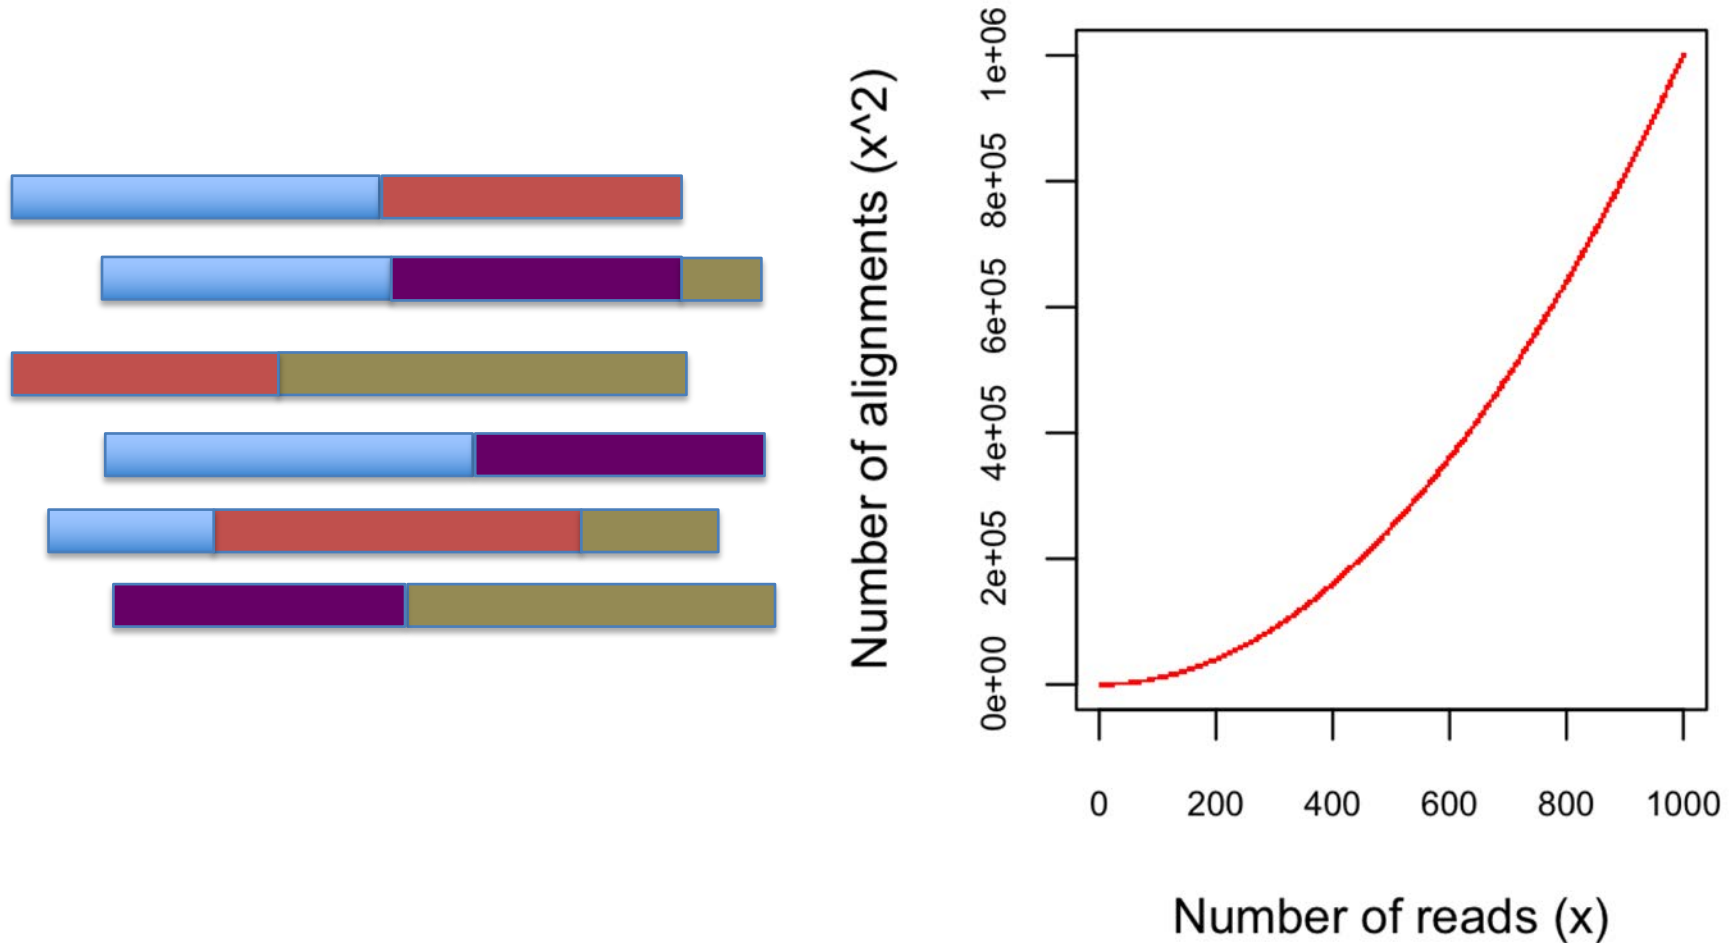 Number of alignments (x^2)
1e+06
8e+05
6e+05
4e+05
2e+05
0e+00
0 200 400 600 800 1000
Number of reads (x)